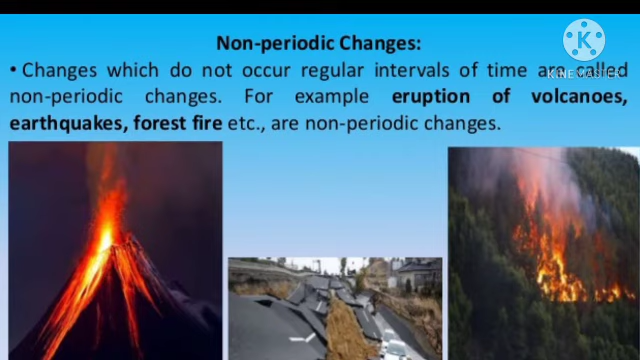 Non-periodic Changes:
• Changes which do not occur regular intervals of time are called
non-periodic changes. For example eruption of volcanoes,
earthquakes, forest fire etc., are non-periodic changes.
K
KINEMASTER